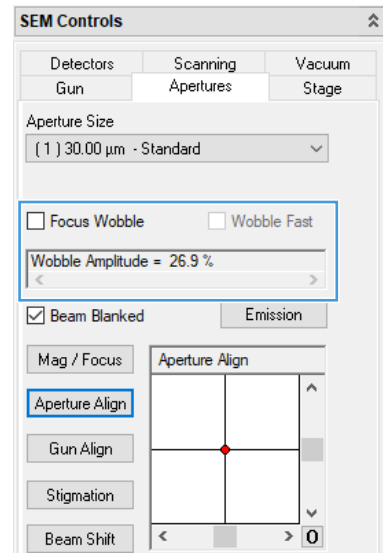 SEM Controls
Detectors Scanning Vacuum
Gun Apertures Stage
Aperture Size
( 1 ) 30.00 µm - Standard
Focus Wobble Wobble Fast
Wobble Amplitude = 26.9 %
Beam Blanked Emission
Mag / Focus Aperture Align
Aperture Align
Gun Align
Stigmation
Beam Shift 0